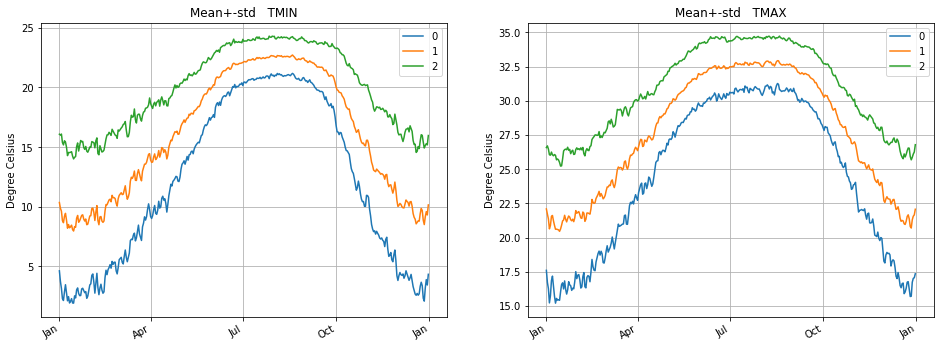 Mean+-std TMIN
Degree Celsius
25
20
15
10
5
Jan
Apr
Jul
Oct
Jan
0
1
2
Mean+-std TMAX
Degree Celsius
35.0
32.5
30.0
27.5
25.0
22.5
20.0
17.5
15.0
Jan
Apr
Jul
Oct
Jan
0
1
2